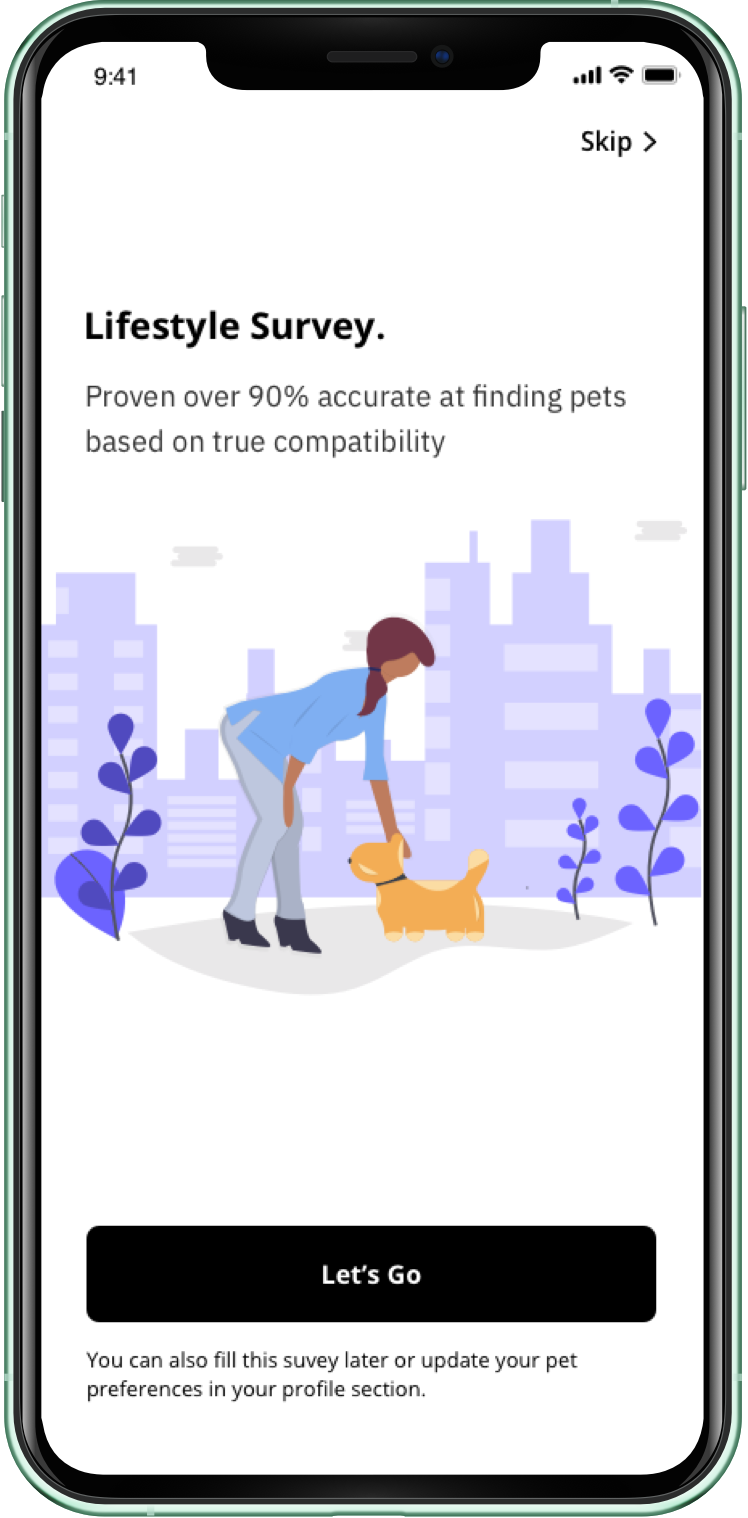 9:41
Skip >
Lifestyle Survey.
Proven over 90% accurate at finding pets
based on true compatibility
Let’s Go
You can also fill this suvey later or update your pet
preferences in your profile section.